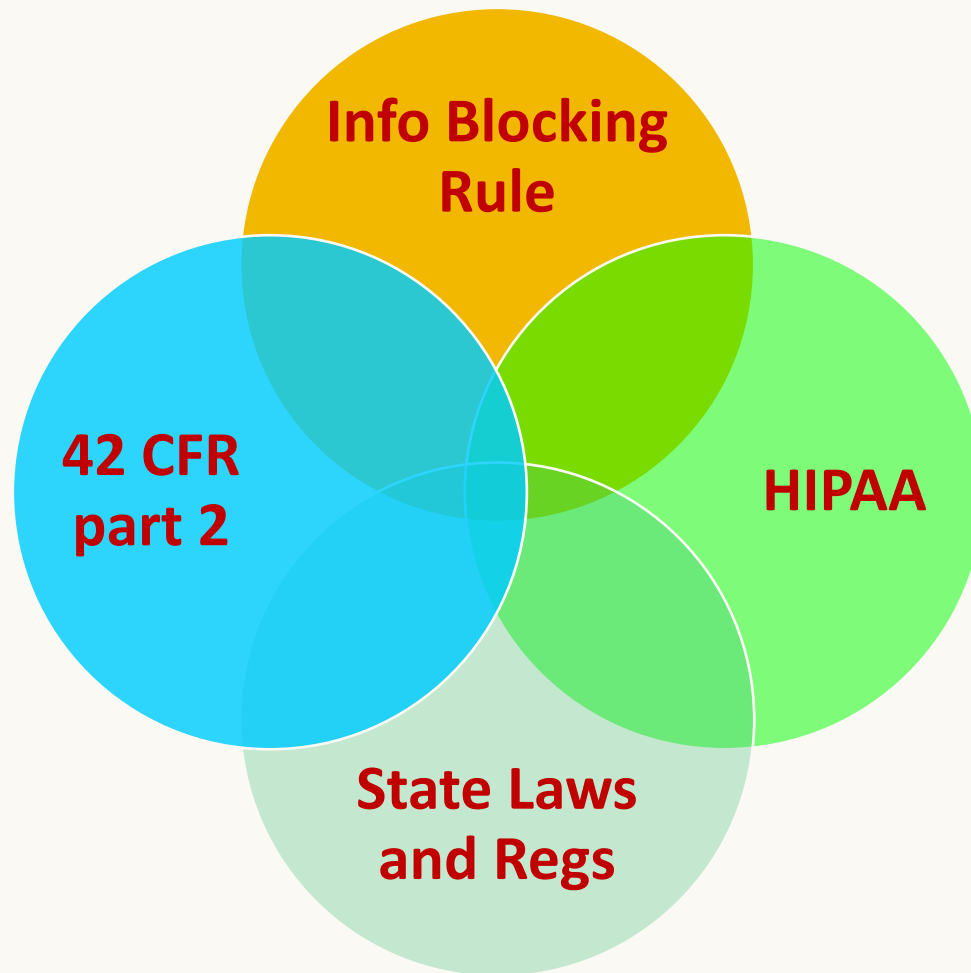 Info Blocking
Rule
42 CFR
part 2
HIPAA
State Laws
and Regs